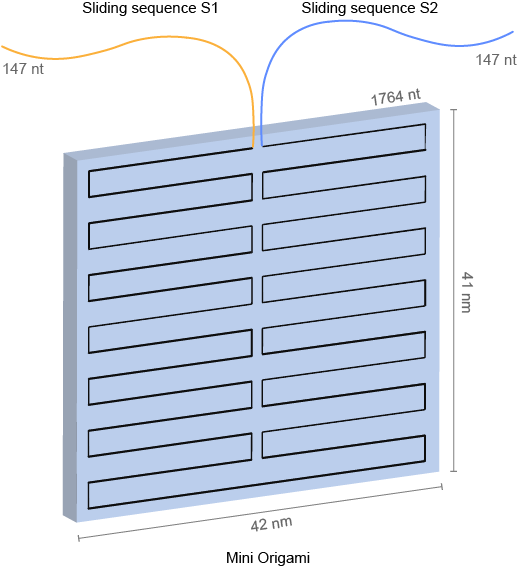 Sliding sequence S1
Sliding sequence S2
147 nt
147 nt
1764 nt
41 nm
42 nm
Mini Origami